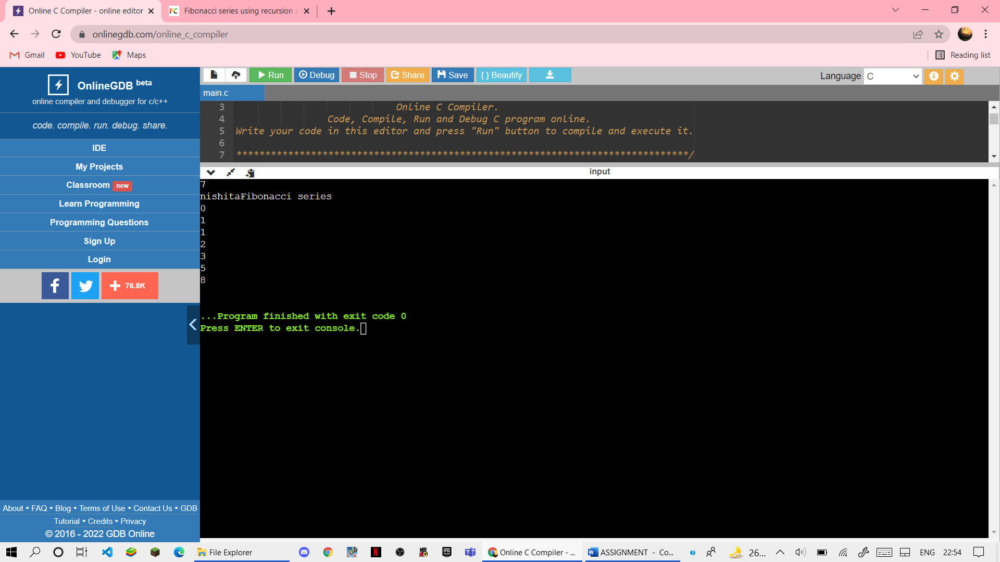 Online C Compiler - online editor
Fibonacci series using recursion i
onlinegdb.com/online_c_compiler
Gmail
YouTube
Maps
Reading list
OnlineGDB beta
online compiler and debugger for c/c++
code. compile. run. debug. share.
IDE
My Projects
Classroom new
Learn Programming
Programming Questions
Sign Up
Login
76.8K
About • FAQ • Blog • Terms of Use • Contact Us • GDB
Tutorial • Credits • Privacy
© 2016 - 2022 GDB Online
Run
Debug
Stop
Share
Save
{ } Beautify
Language C
main.c
3 Online C Compiler.
4 Code, Compile, Run and Debug C program online.
5 Write your code in this editor and press "Run" button to compile and execute it.
6
7 *******************************************************************************/
input
7
nishitaFibonacci series
0
1
1
2
3
5
8
...Program finished with exit code 0
Press ENTER to exit console.
File Explorer
Online C Compiler - ...
ASSIGNMENT - Co...
26...
ENG
22:54